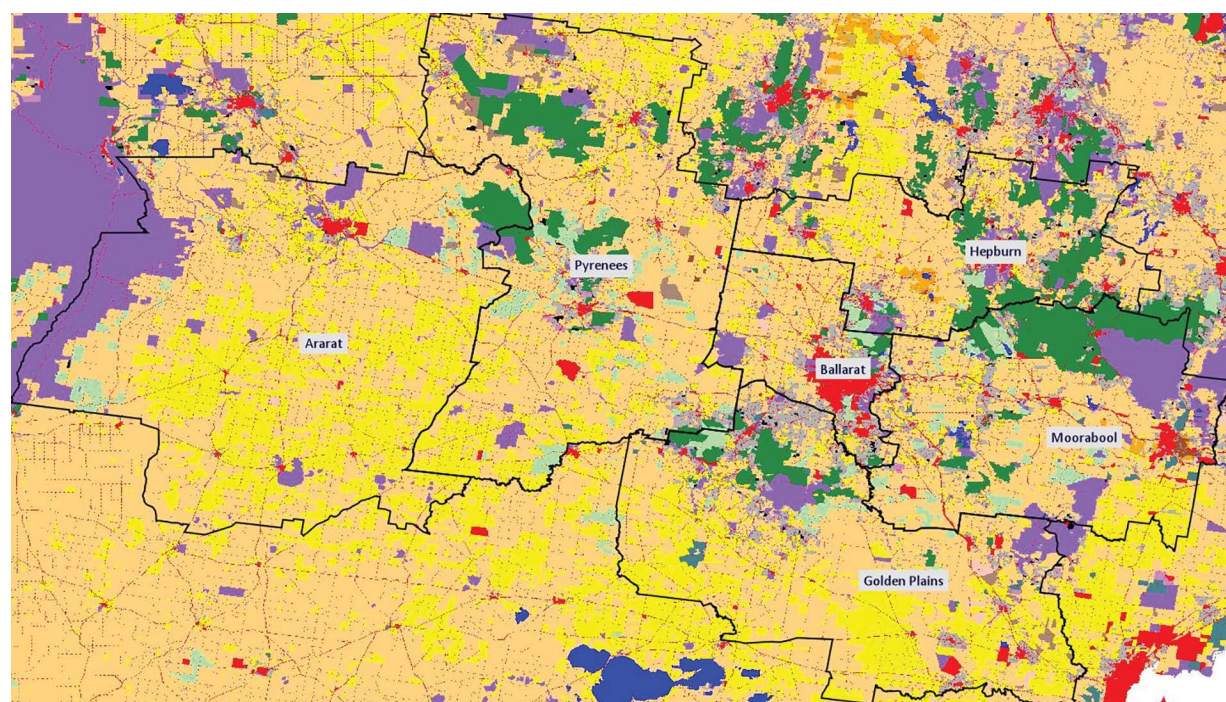 Hepburn
Pyrenees
Ararat
Ballarat
Moorabool
Golden Plains